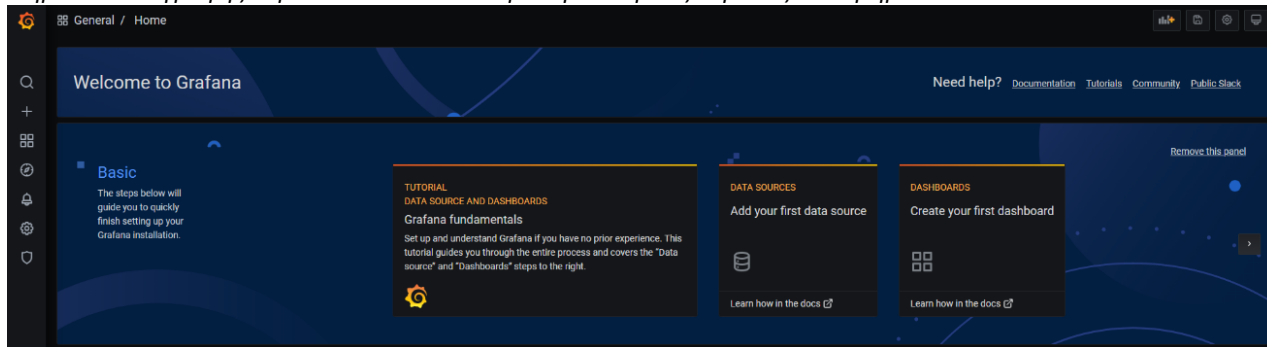 General / Home
Welcome to Grafana
Need help? Documentation Tutorials Community Public Slack
Remove this panel
Basic
The steps below will
guide you to quickly
finish setting up your
Grafana installation.
TUTORIAL
DATA SOURCE AND DASHBOARDS
Grafana fundamentals
Set up and understand Grafana if you have no prior experience. This
tutorial guides you through the entire process and covers the "Data
source" and "Dashboards" steps to the right.
DATA SOURCES
Add your first data source
Learn how in the docs
DASHBOARDS
Create your first dashboard
Learn how in the docs